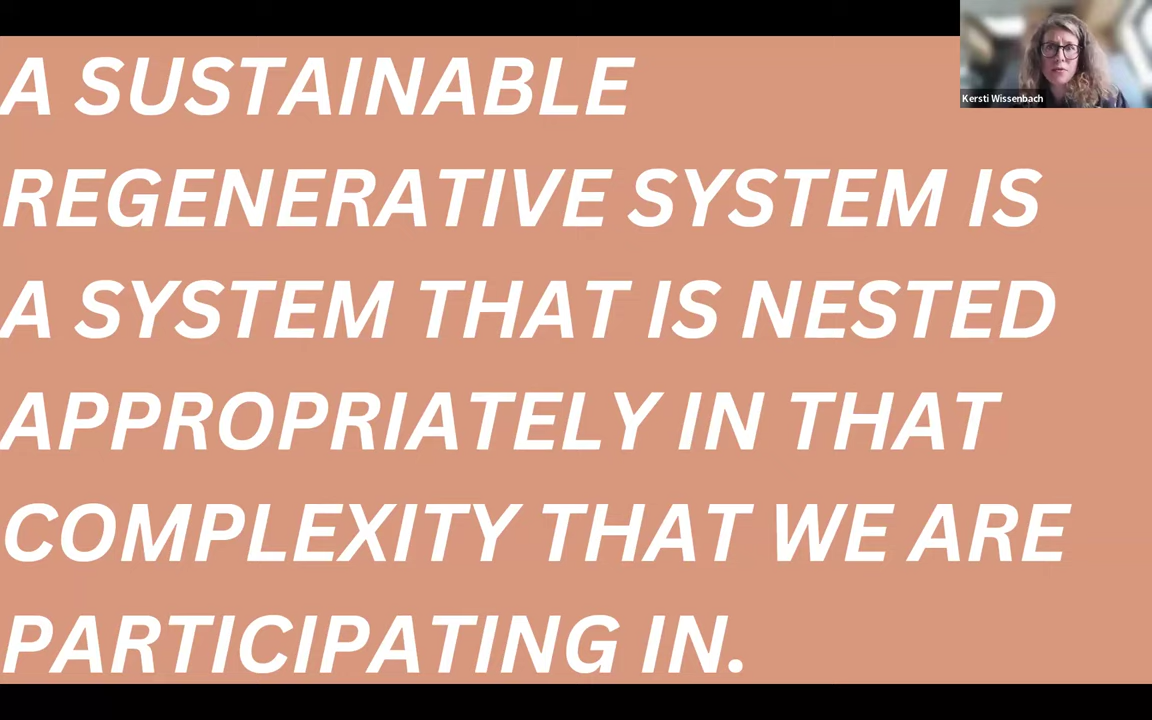 A SUSTAINABLE
REGENERATIVE SYSTEM IS
A SYSTEM THAT IS NESTED
APPROPRIATELY IN THAT
COMPLEXITY THAT WE ARE
PARTICIPATING IN.
Kersti Wissenbach